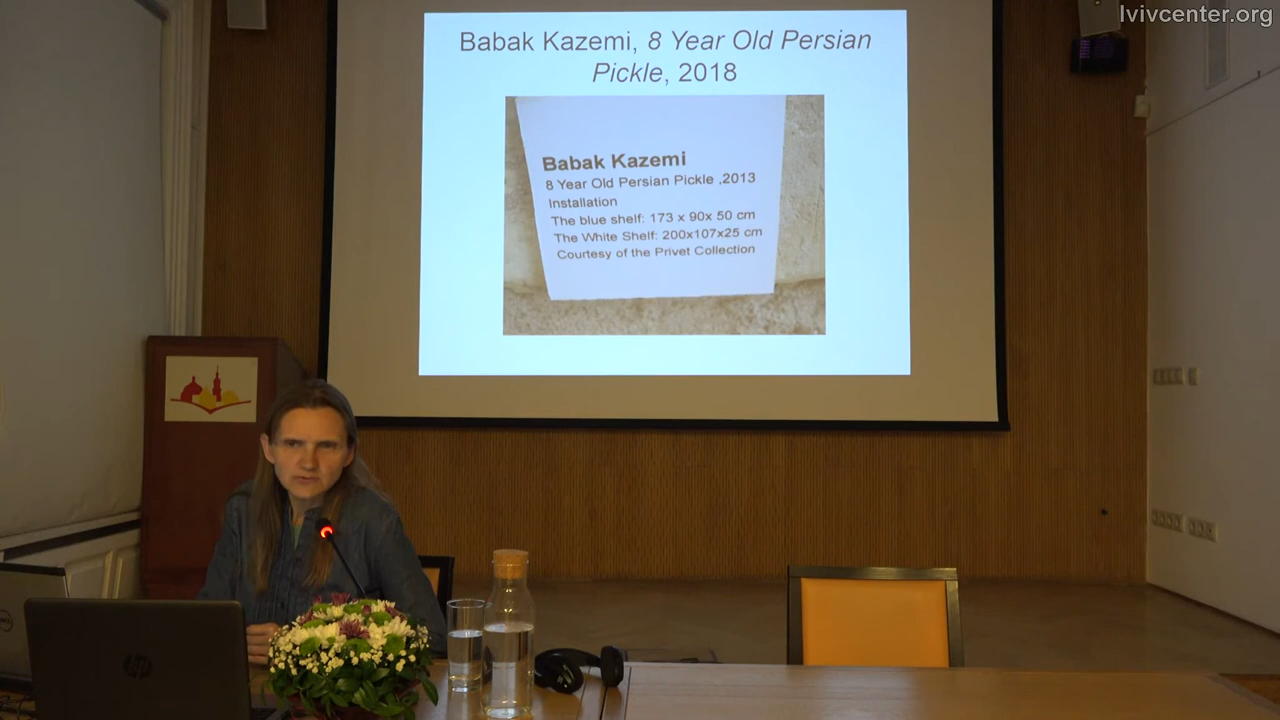 lvivcenter.org
Babak Kazemi, 8 Year Old Persian
Pickle, 2018
Babak Kazemi
8 Year Old Persian Pickle ,2013
Installation
The blue shelf: 173 x 90x 50 cm
The White Shelf: 200x107x25 cm
Courtesy of the Privet Collection
hp